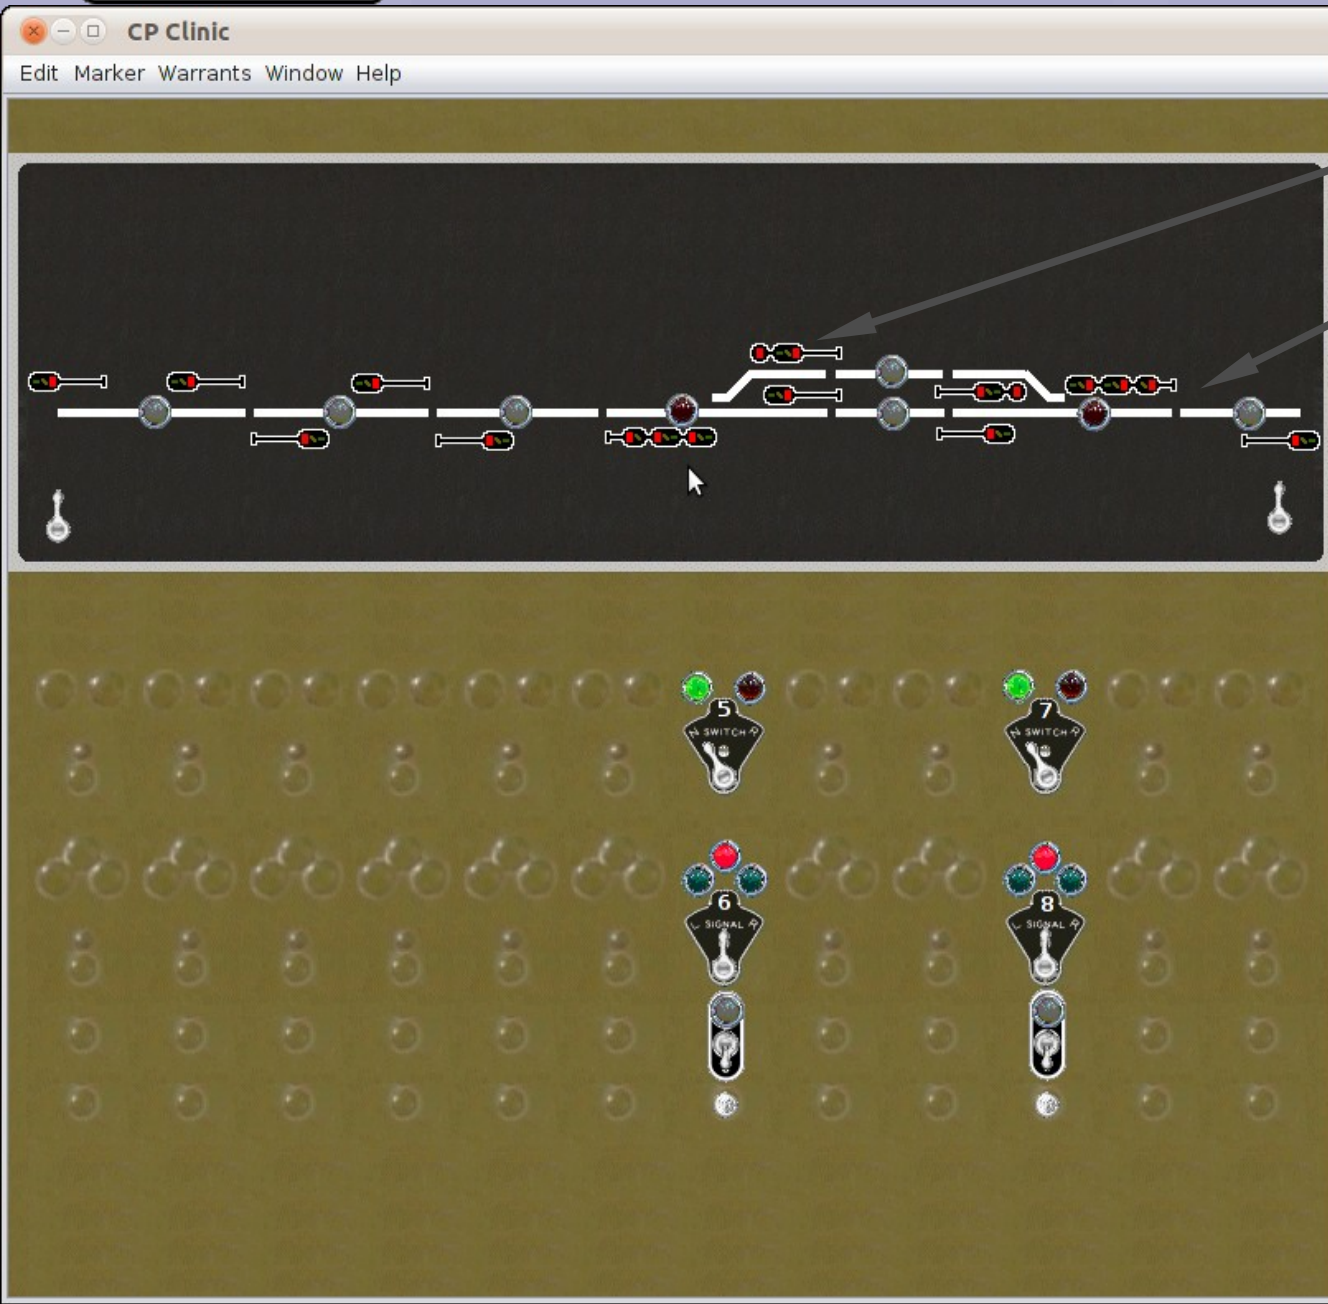 CP Clinic
Edit Marker Warrants Window Help
5 7
N SWITCH R N SWITCH R
6 8
L SIGNAL R L SIGNAL R